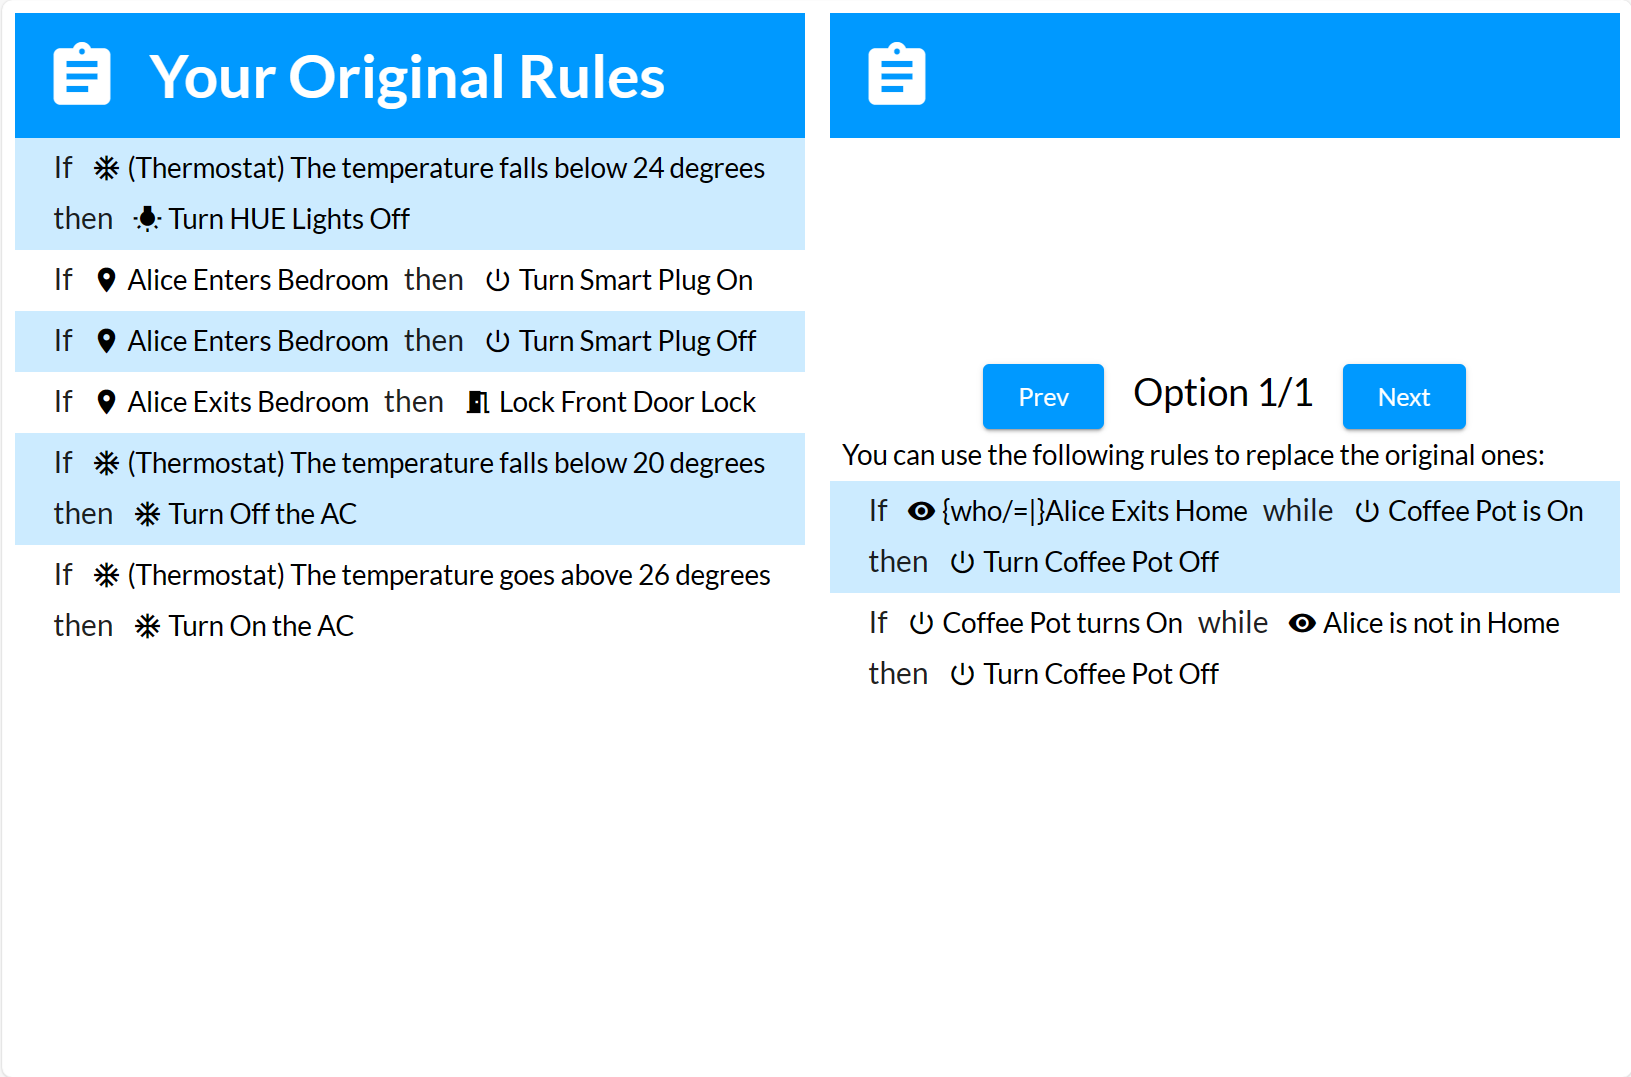 Your Original Rules
If (Thermostat) The temperature falls below 24 degrees
then Turn HUE Lights Off
If Alice Enters Bedroom then Turn Smart Plug On
If Alice Enters Bedroom then Turn Smart Plug Off
If Alice Exits Bedroom then Lock Front Door Lock
If (Thermostat) The temperature falls below 20 degrees
then Turn Off the AC
If (Thermostat) The temperature goes above 26 degrees
then Turn On the AC
Prev Option 1/1 Next
You can use the following rules to replace the original ones:
If {who/=|}Alice Exits Home while Coffee Pot is On
then Turn Coffee Pot Off
If Coffee Pot turns On while Alice is not in Home
then Turn Coffee Pot Off